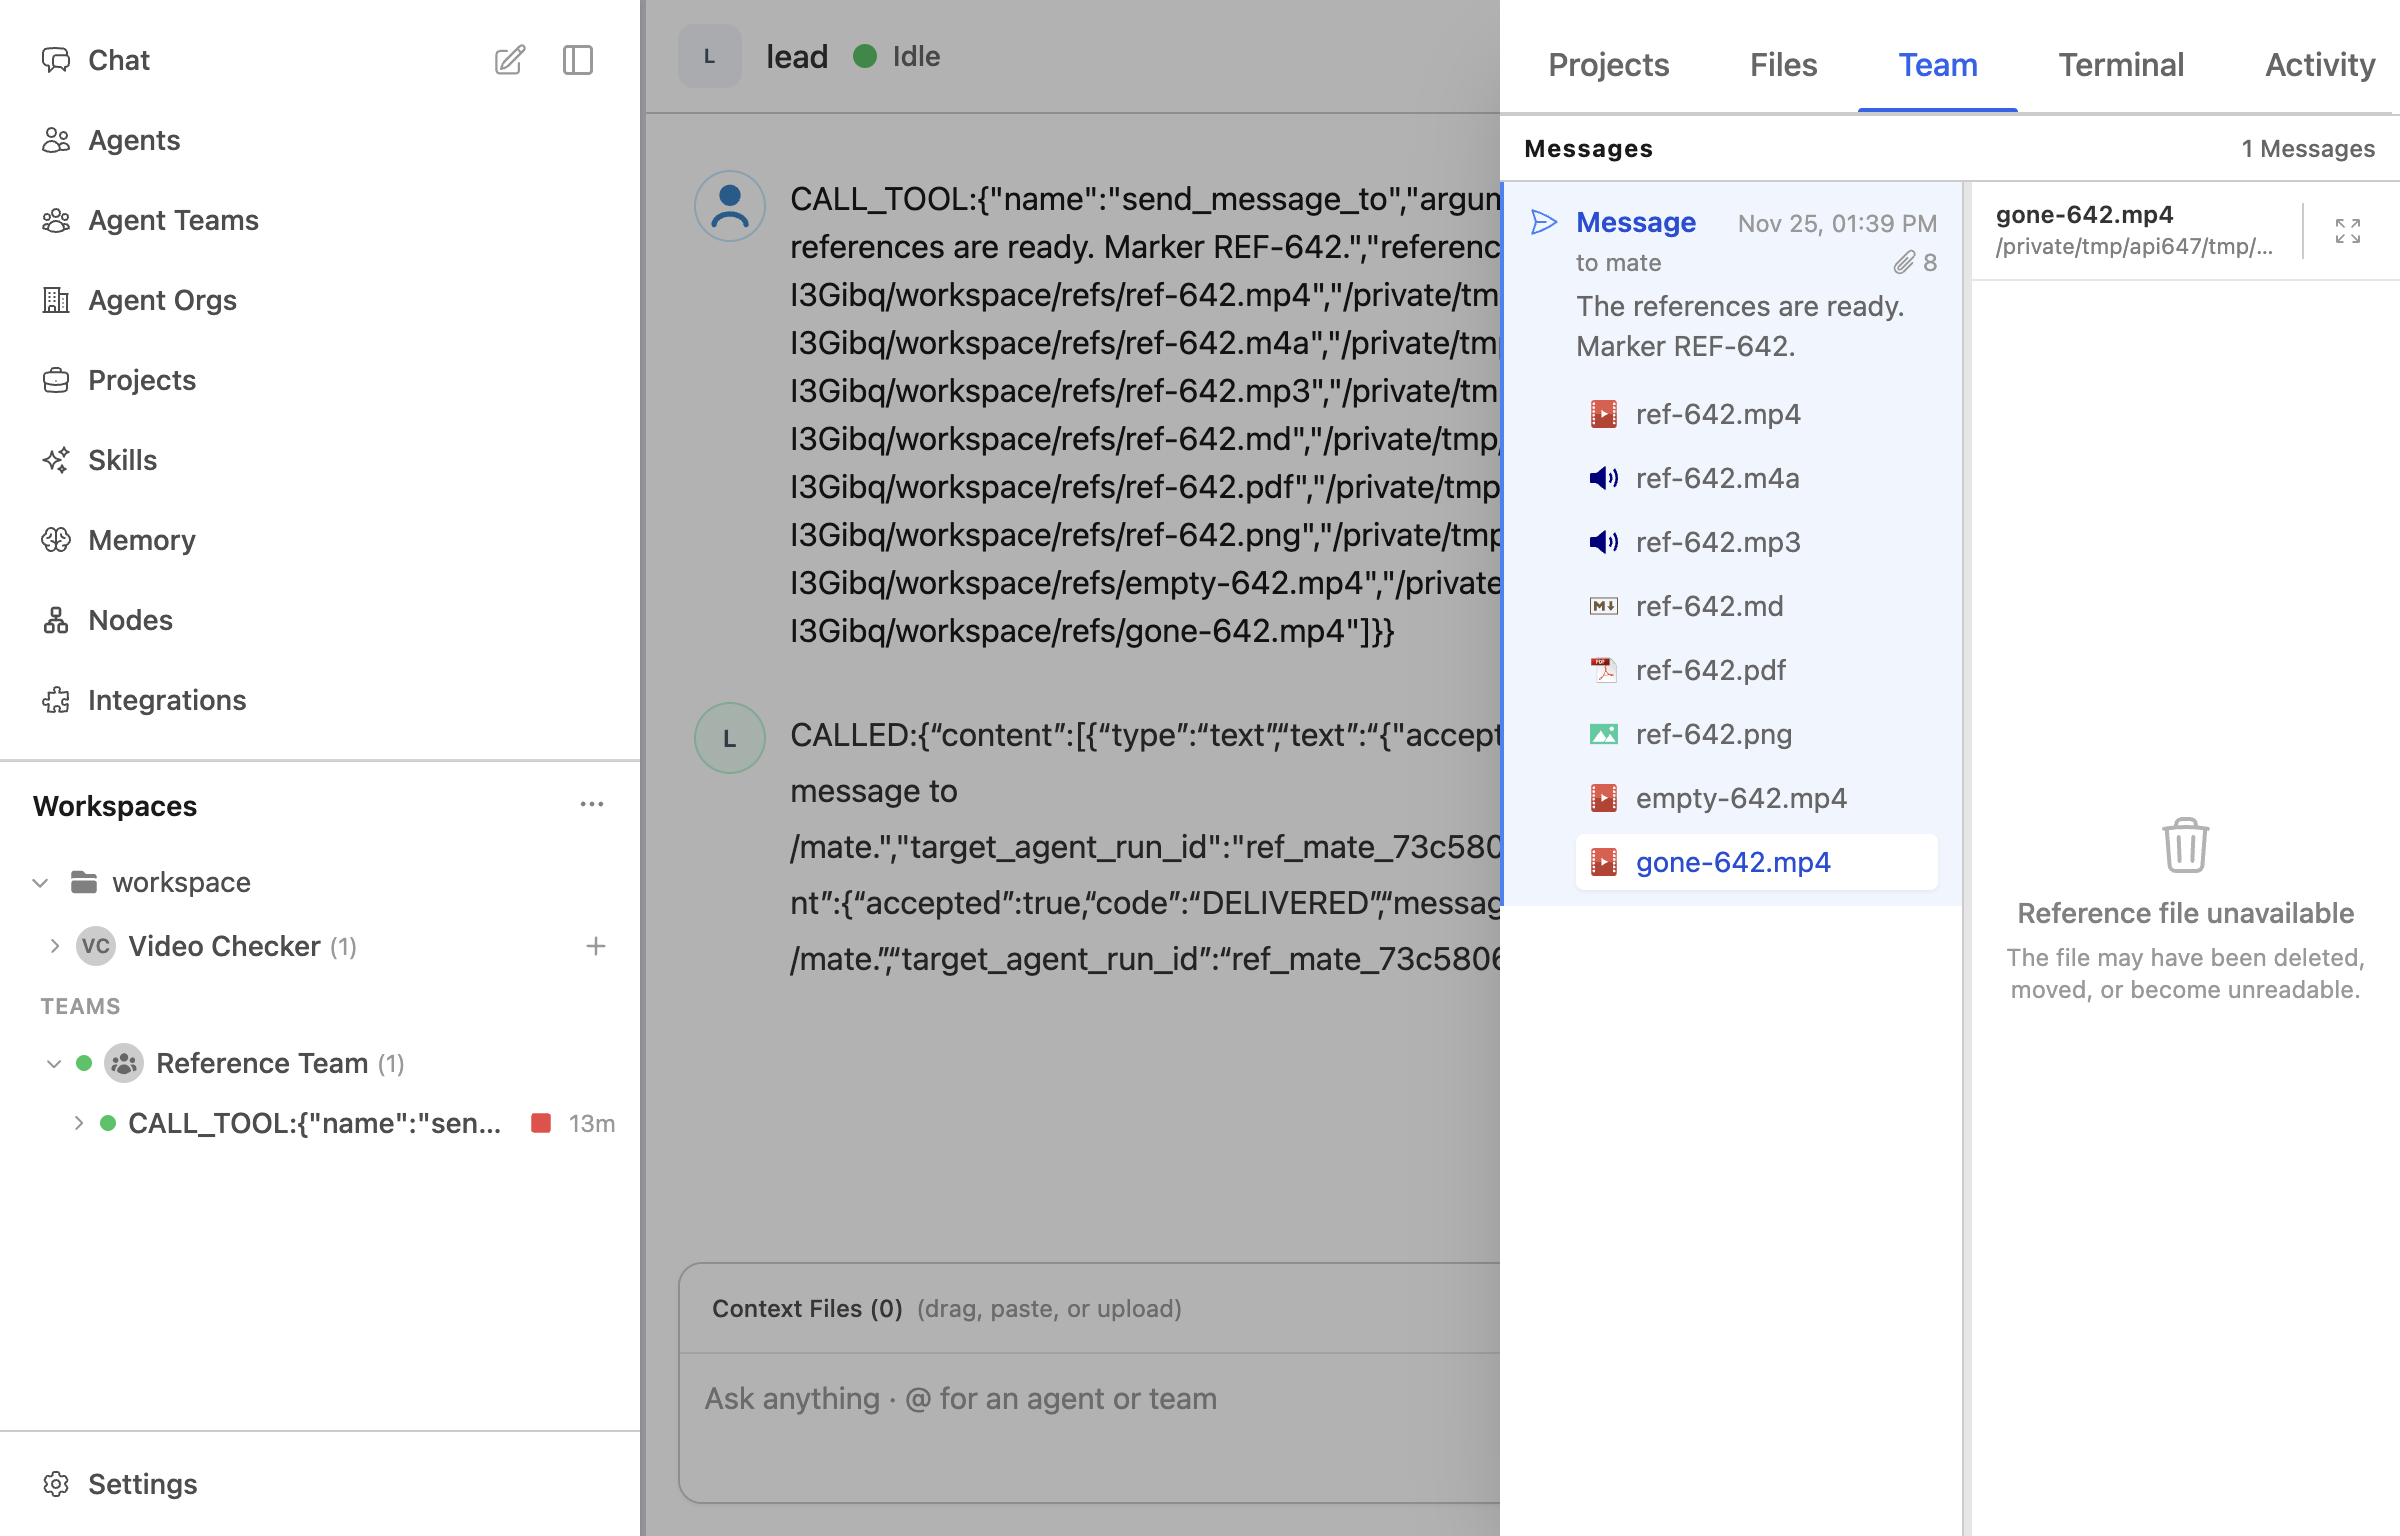 Chat
Agents
Agent Teams
Agent Orgs
Projects
Skills
Memory
Nodes
Integrations
Workspaces
workspace
VC Video Checker (1)
TEAMS
Reference Team (1)
CALL_TOOL:{"name":"sen... 13m
Settings
L lead Idle
CALL_TOOL:{"name":"send_message_to","argun
references are ready. Marker REF-642.","referenc
I3Gibq/workspace/refs/ref-642.mp4","/private/tm
I3Gibq/workspace/refs/ref-642.m4a","/private/tmp
I3Gibq/workspace/refs/ref-642.mp3","/private/tm
I3Gibq/workspace/refs/ref-642.md","/private/tmp/
I3Gibq/workspace/refs/ref-642.pdf","/private/tmp
I3Gibq/workspace/refs/ref-642.png","/private/tmp
I3Gibq/workspace/refs/empty-642.mp4","/private
I3Gibq/workspace/refs/gone-642.mp4"]}}
L
CALLED:{“content”:[{“type”:“text”,“text”:“{"accept
message to
/mate.","target_agent_run_id":"ref_mate_73c580
nt”:{“accepted”:true,“code”:“DELIVERED”,“messag
/mate.”,“target_agent_run_id”:“ref_mate_73c5806
Context Files (0) (drag, paste, or upload)
Ask anything · @ for an agent or team
Projects Files Team Terminal Activity
Messages 1 Messages
Message Nov 25, 01:39 PM
to mate 8
The references are ready.
Marker REF-642.
ref-642.mp4
ref-642.m4a
ref-642.mp3
ref-642.md
ref-642.pdf
ref-642.png
empty-642.mp4
gone-642.mp4
gone-642.mp4
/private/tmp/api647/tmp/...
Reference file unavailable
The file may have been deleted,
moved, or become unreadable.